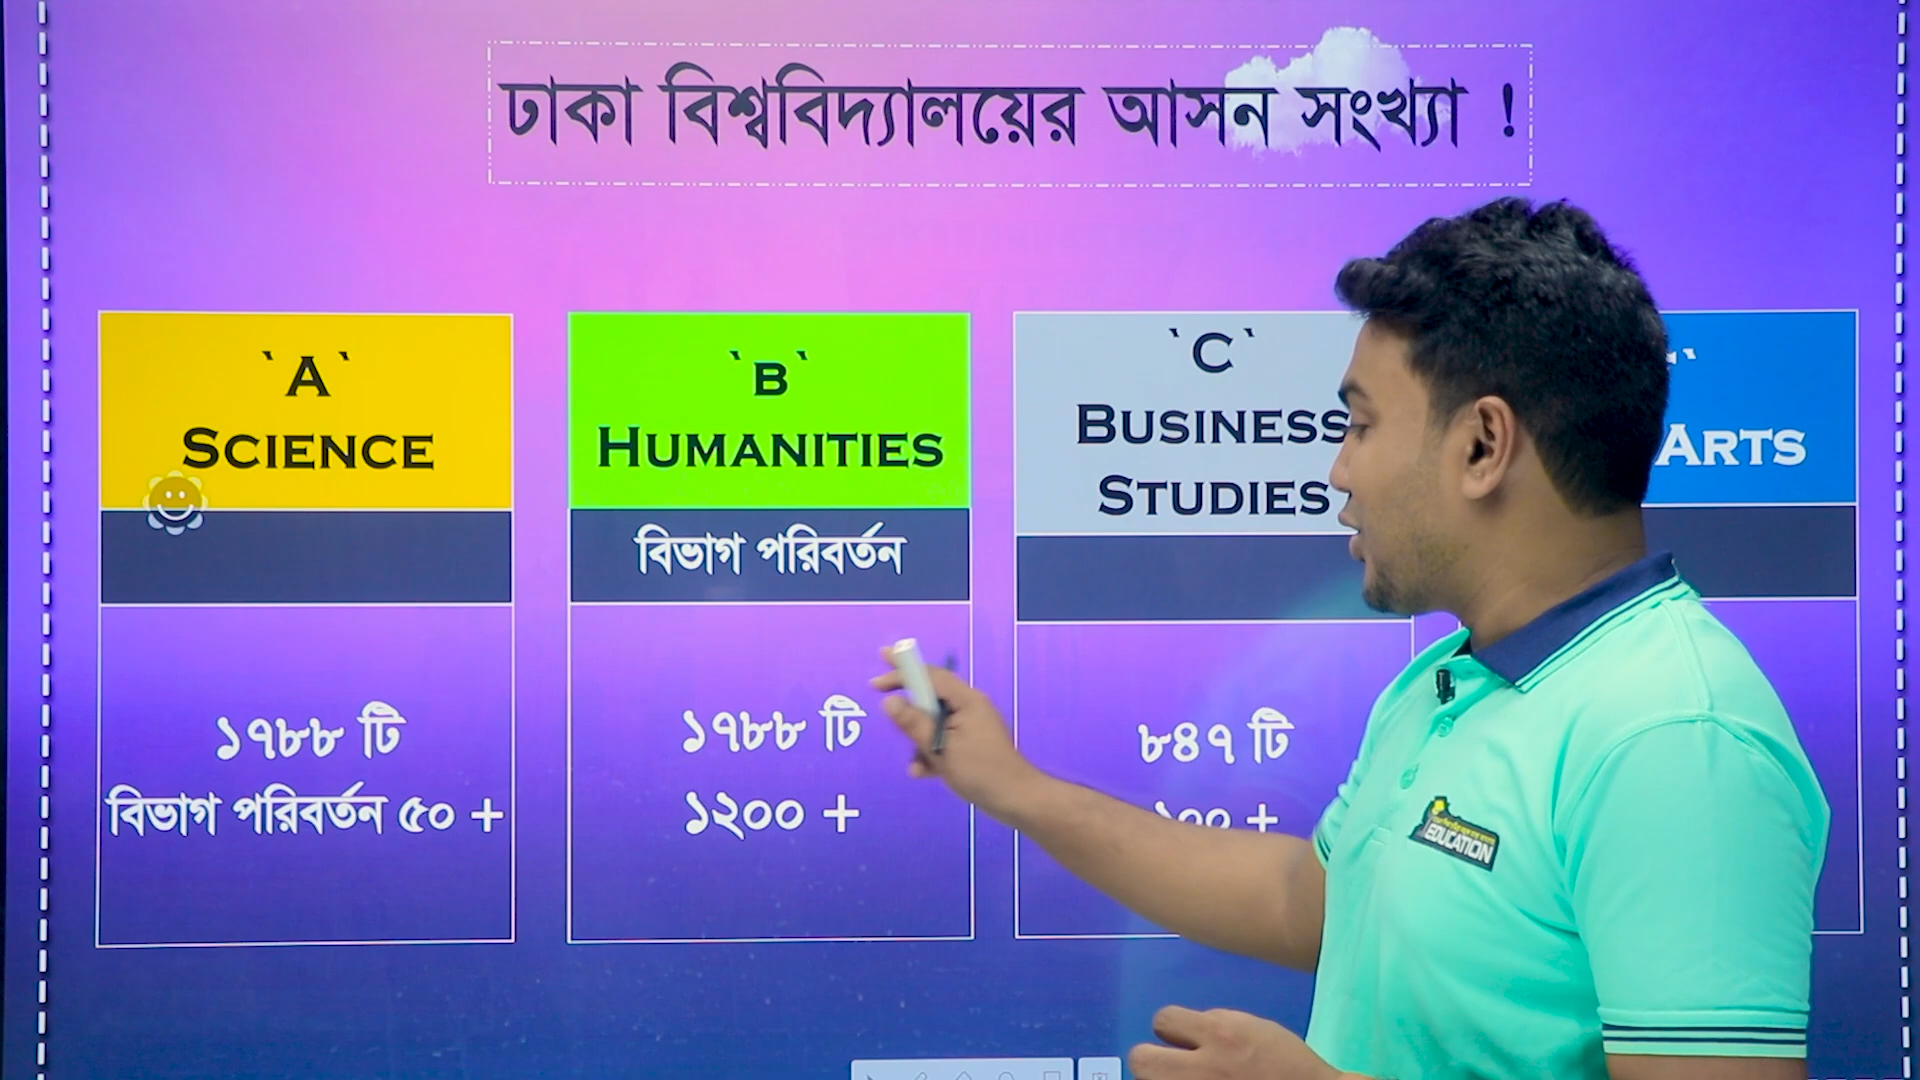 ঢাকা বিশ্ববিদ্যালয়ের আসন সংখ্যা !
`A`
SCIENCE
১৭৮৮ টি
বিভাগ পরিবর্তন ৫০ +
`B`
HUMANITIES
বিভাগ পরিবর্তন
১৭৮৮ টি
১২০০ +
`C`
BUSINESS
STUDIES
৮৪৭ টি
ARTS
EDUCATION